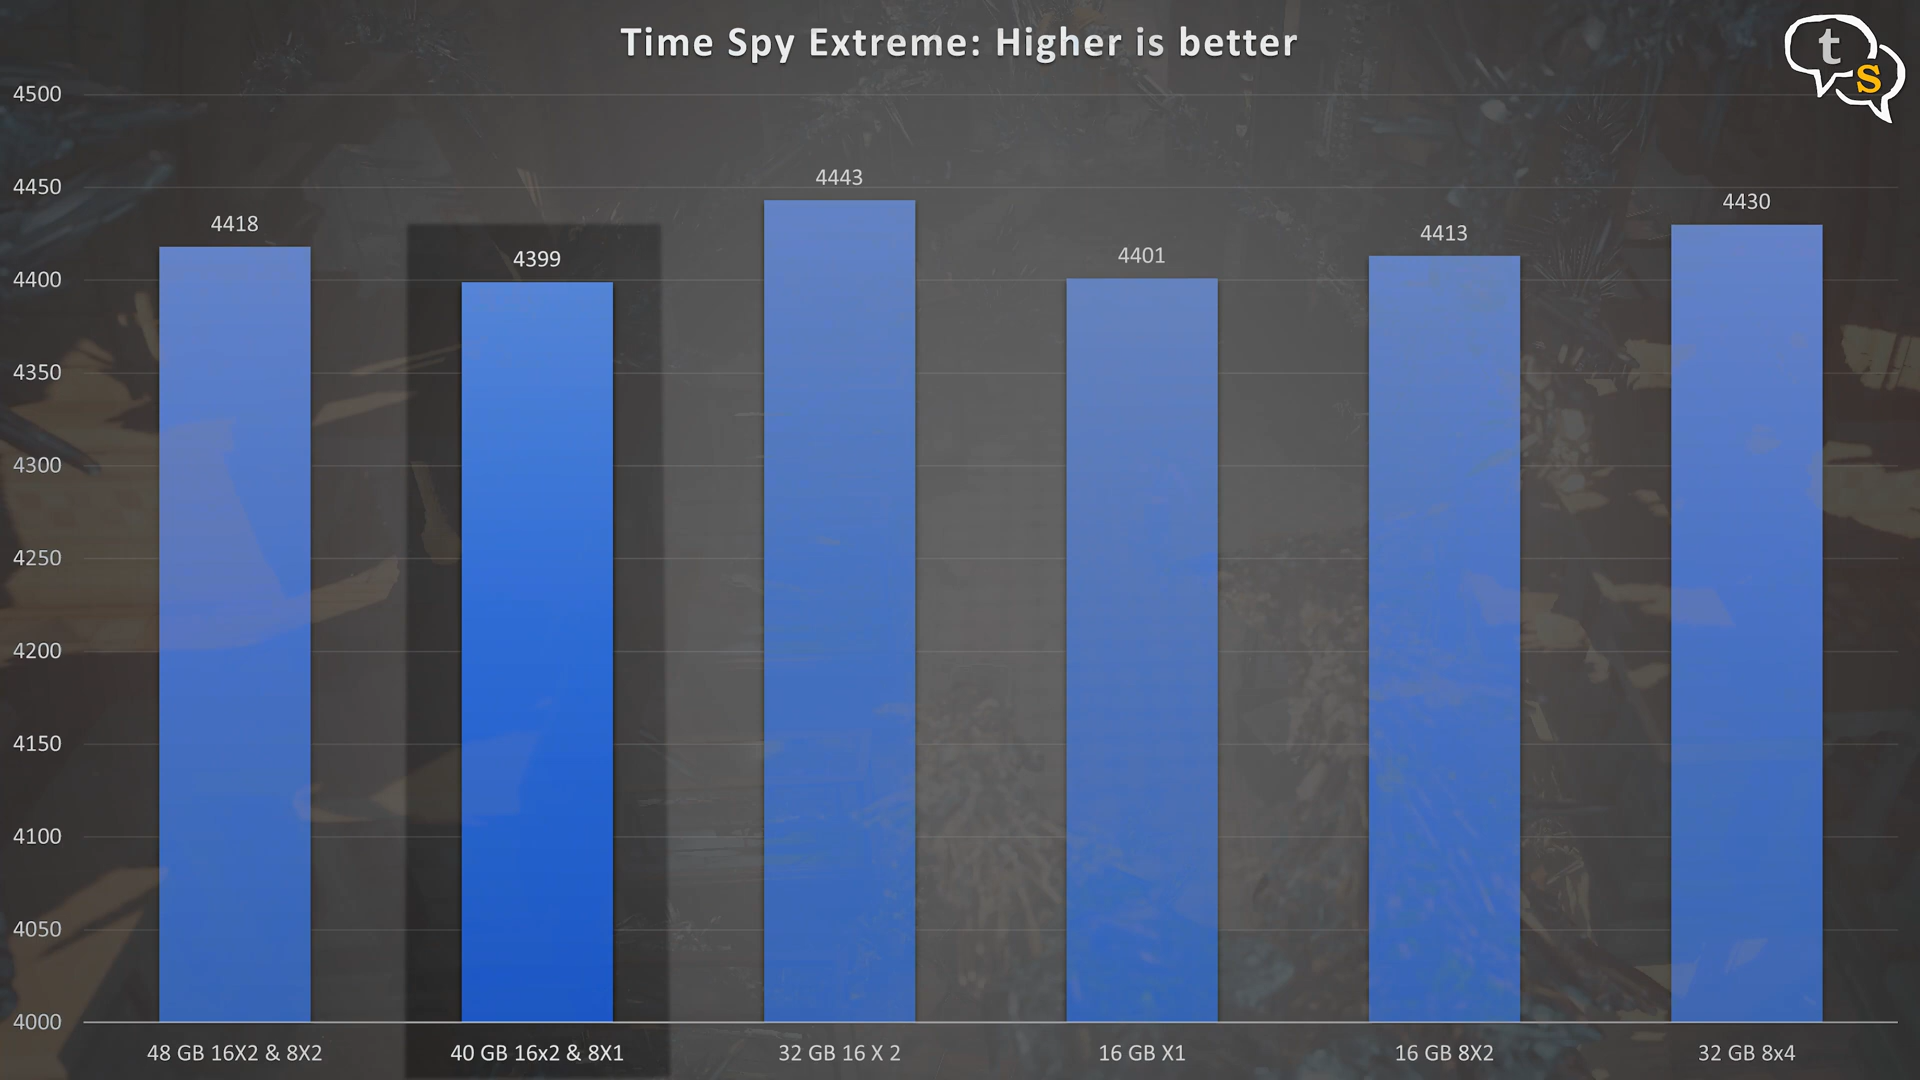 Time Spy Extreme: Higher is better
t
s
4500
4450
4400
4350
4300
4250
4200
4150
4100
4050
4000
4418
4399
4443
4401
4413
4430
48 GB 16X2 & 8X2
40 GB 16x2 & 8X1
32 GB 16 X 2
16 GB X1
16 GB 8X2
32 GB 8x4